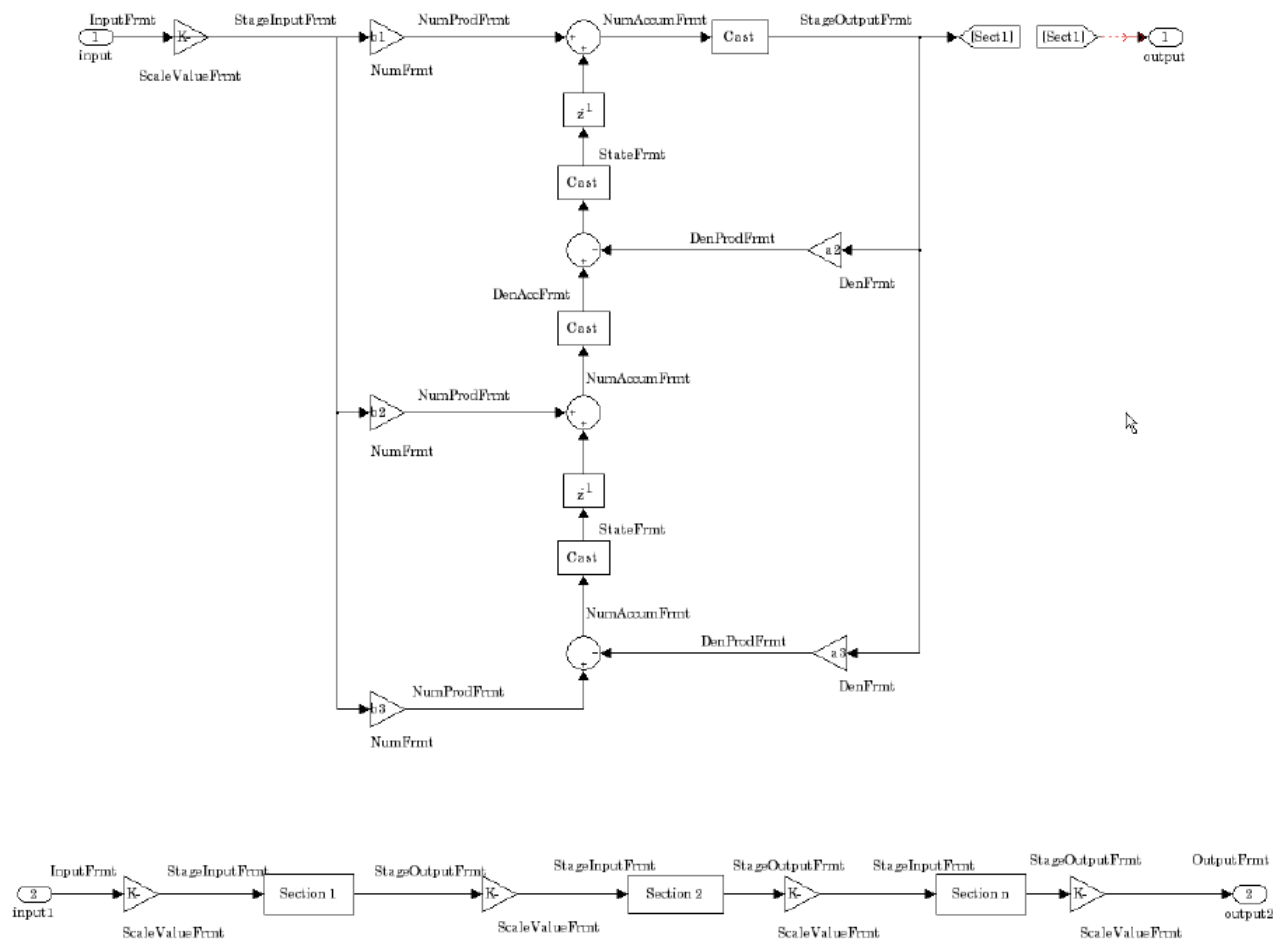 InputFrmt StageInputFrmt NumProdFrmt NumAccumFrmt StageOutputFrmt
1 K- b1 + + Cast [Sect1] [Sect1] 1
input output
ScaleValueFrmt NumFrmt
z-1
StateFrmt
Cast
DenProdFrmt
- + a2
DenAccFrmt DenFrmt
Cast
NumAccumFrmt
NumProdFrmt
b2 + +
NumFrmt
z-1
StateFrmt
Cast
NumAccumFrmt
DenProdFrmt
- + a3
NumProdFrmt DenFrmt
b3
NumFrmt
InputFrmt StageInputFrmt StageOutputFrmt StageInputFrmt StageOutputFrmt StageInputFrmt StageOutputFrmt OutputFrmt
2 K- Section 1 K- Section 2 K- Section n K- 2
input1 output2
ScaleValueFrmt ScaleValueFrmt ScaleValueFrmt ScaleValueFrmt